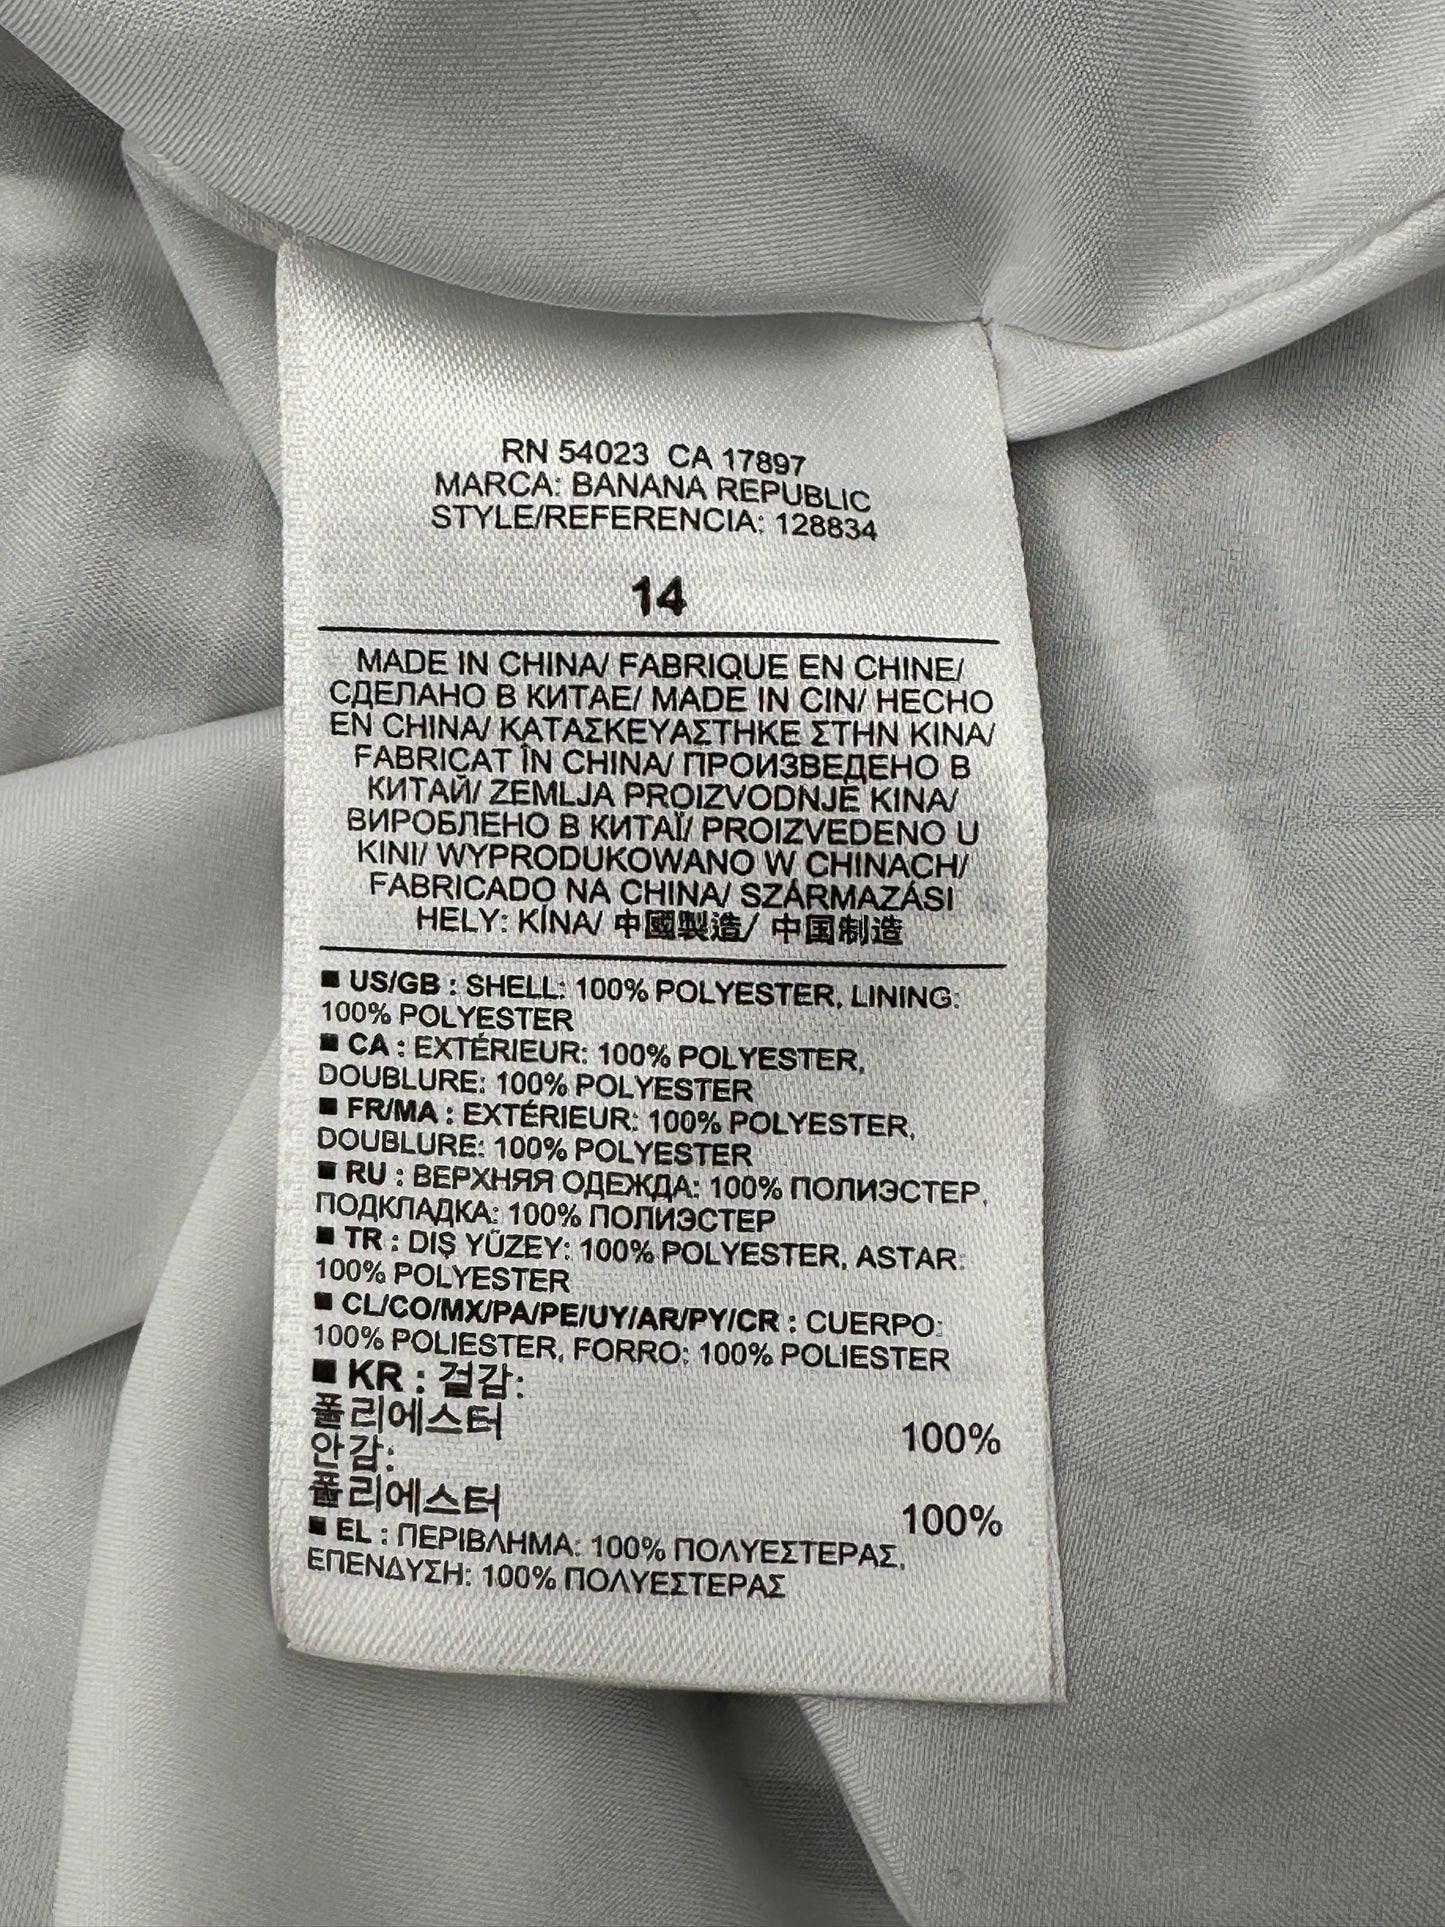 RN 54023 CA 17897
MARCA: BANANA REPUBLIC
STYLE/REFERENCIA: 128834
14
MADE IN CHINA/ FABRIQUE EN CHINE/
СДЕЛАНО В КИТАЕ/ MADE IN CIN/ HECHO
EN CHINA/ ΚΑΤΑΣΚΕΥΑΣΤΗΚΕ ΣΤΗΝ ΚΙΝΑ/
FABRICAT ÎN CHINA/ ПРОИЗВЕДЕНО В
КИТАЙ/ ZEMLJA PROIZVODNJE KINA/
ВИРОБЛЕНО В КИТАЇ/ PROIZVEDENO U
KINI/ WYPRODUKOWANO W CHINACH/
FABRICADO NA CHINA/ SZÁRMAZÁSI
HELY: KÍNA/ 中國製造/ 中国制造
■ US/GB : SHELL: 100% POLYESTER, LINING:
100% POLYESTER
■ CA : EXTÉRIEUR: 100% POLYESTER,
DOUBLURE: 100% POLYESTER
■ FR/MA : EXTÉRIEUR: 100% POLYESTER,
DOUBLURE: 100% POLYESTER
■ RU : ВЕРХНЯЯ ОДЕЖДА: 100% ПОЛИЭСТЕР,
ПОДКЛАДКА: 100% ПОЛИЭСТЕР
■ TR : DIŞ YÜZEY: 100% POLYESTER, ASTAR:
100% POLYESTER
■ CL/CO/MX/PA/PE/UY/AR/PY/CR : CUERPO:
100% POLIESTER, FORRO: 100% POLIESTER
■ KR : 겉감:
폴리에스터 100%
안감:
폴리에스터 100%
■ EL : ΠΕΡΙΒΛΗΜΑ: 100% ΠΟΛΥΕΣΤΕΡΑΣ,
ΕΠΕΝΔΥΣΗ: 100% ΠΟΛΥΕΣΤΕΡΑΣ